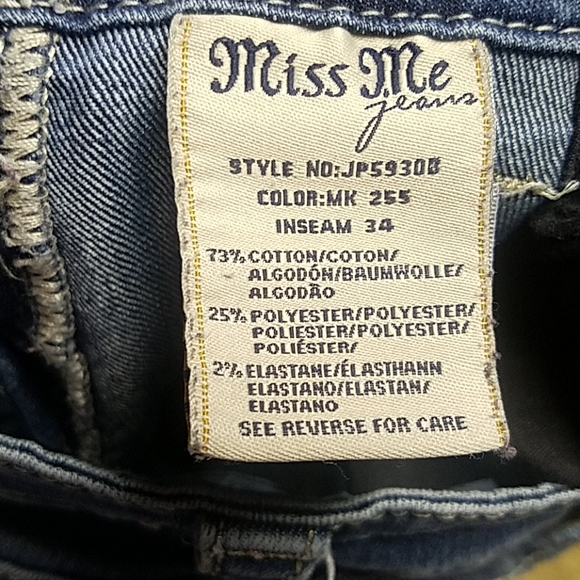 Miss Me
jeans
STYLE NO:JP5930B
COLOR:MK 255
INSEAM 34
73% COTTON/COTON/
ALGODÓN/BAUMWOLLE/
ALGODÃO
25% POLYESTER/POLYESTER/
POLIESTER/POLYESTER/
POLIÉSTER/
2% ELASTANE/ÉLASTHANN
ELASTANO/ELASTAN/
ELASTANO
SEE REVERSE FOR CARE